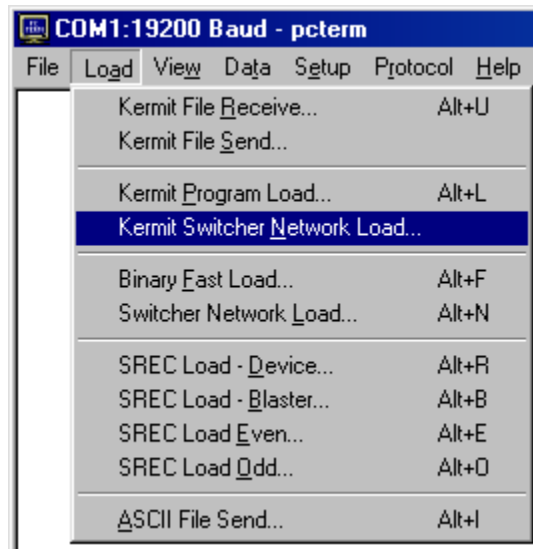 COM1:19200 Baud - pcterm
File Load View Data Setup Protocol Help
Kermit File Receive... Alt+U
Kermit File Send...
Kermit Program Load... Alt+L
Kermit Switcher Network Load...
Binary Fast Load... Alt+F
Switcher Network Load... Alt+N
SREC Load - Device... Alt+R
SREC Load - Blaster... Alt+B
SREC Load Even... Alt+E
SREC Load Odd... Alt+O
ASCII File Send... Alt+I